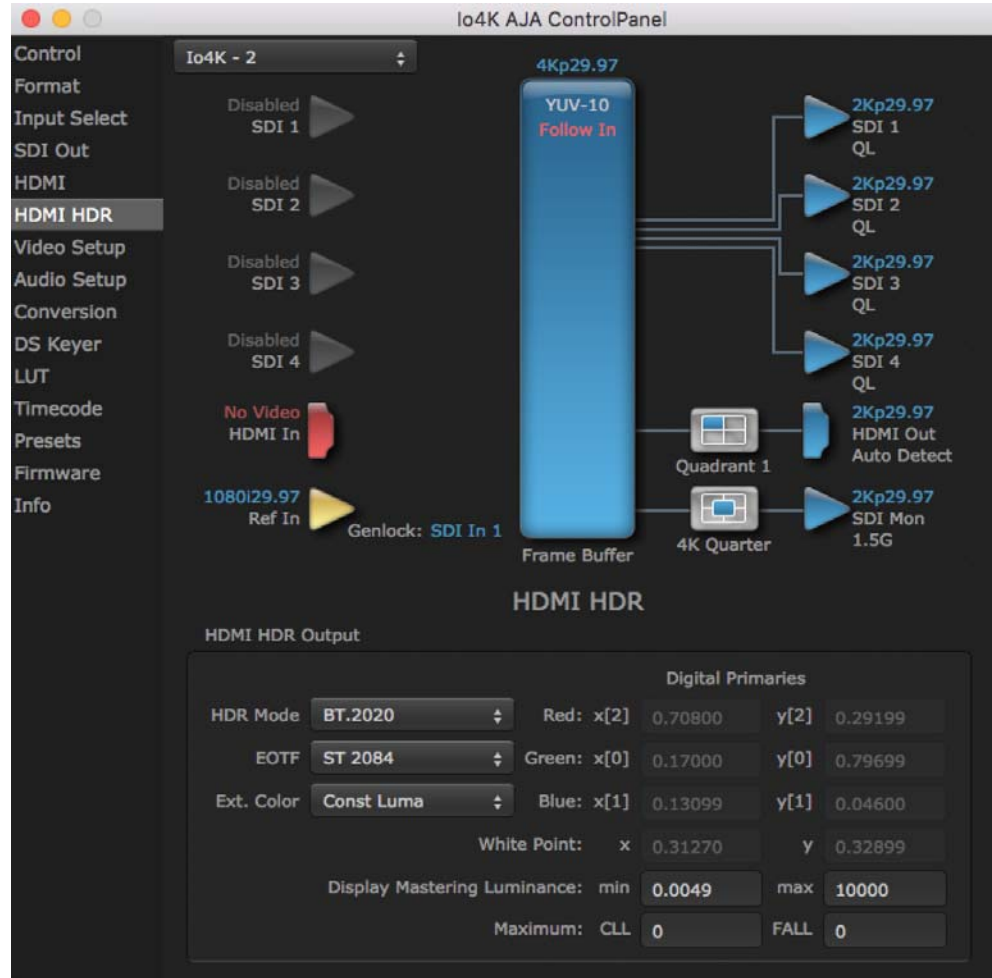 Io4K AJA ControlPanel
Control
Format
Input Select
SDI Out
HDMI
HDMI HDR
Video Setup
Audio Setup
Conversion
DS Keyer
LUT
Timecode
Presets
Firmware
Info
Io4K - 2
Disabled
SDI 1
Disabled
SDI 2
Disabled
SDI 3
Disabled
SDI 4
No Video
HDMI In
1080i29.97
Ref In
Genlock: SDI In 1
4Kp29.97
YUV-10
Follow In
Frame Buffer
Quadrant 1
4K Quarter
2Kp29.97
SDI 1
QL
2Kp29.97
SDI 2
QL
2Kp29.97
SDI 3
QL
2Kp29.97
SDI 4
QL
2Kp29.97
HDMI Out
Auto Detect
2Kp29.97
SDI Mon
1.5G
HDMI HDR
HDMI HDR Output
Digital Primaries
HDR Mode BT.2020 Red: x[2] 0.70800 y[2] 0.29199
EOTF ST 2084 Green: x[0] 0.17000 y[0] 0.79699
Ext. Color Const Luma Blue: x[1] 0.13099 y[1] 0.04600
White Point: x 0.31270 y 0.32899
Display Mastering Luminance: min 0.0049 max 10000
Maximum: CLL 0 FALL 0